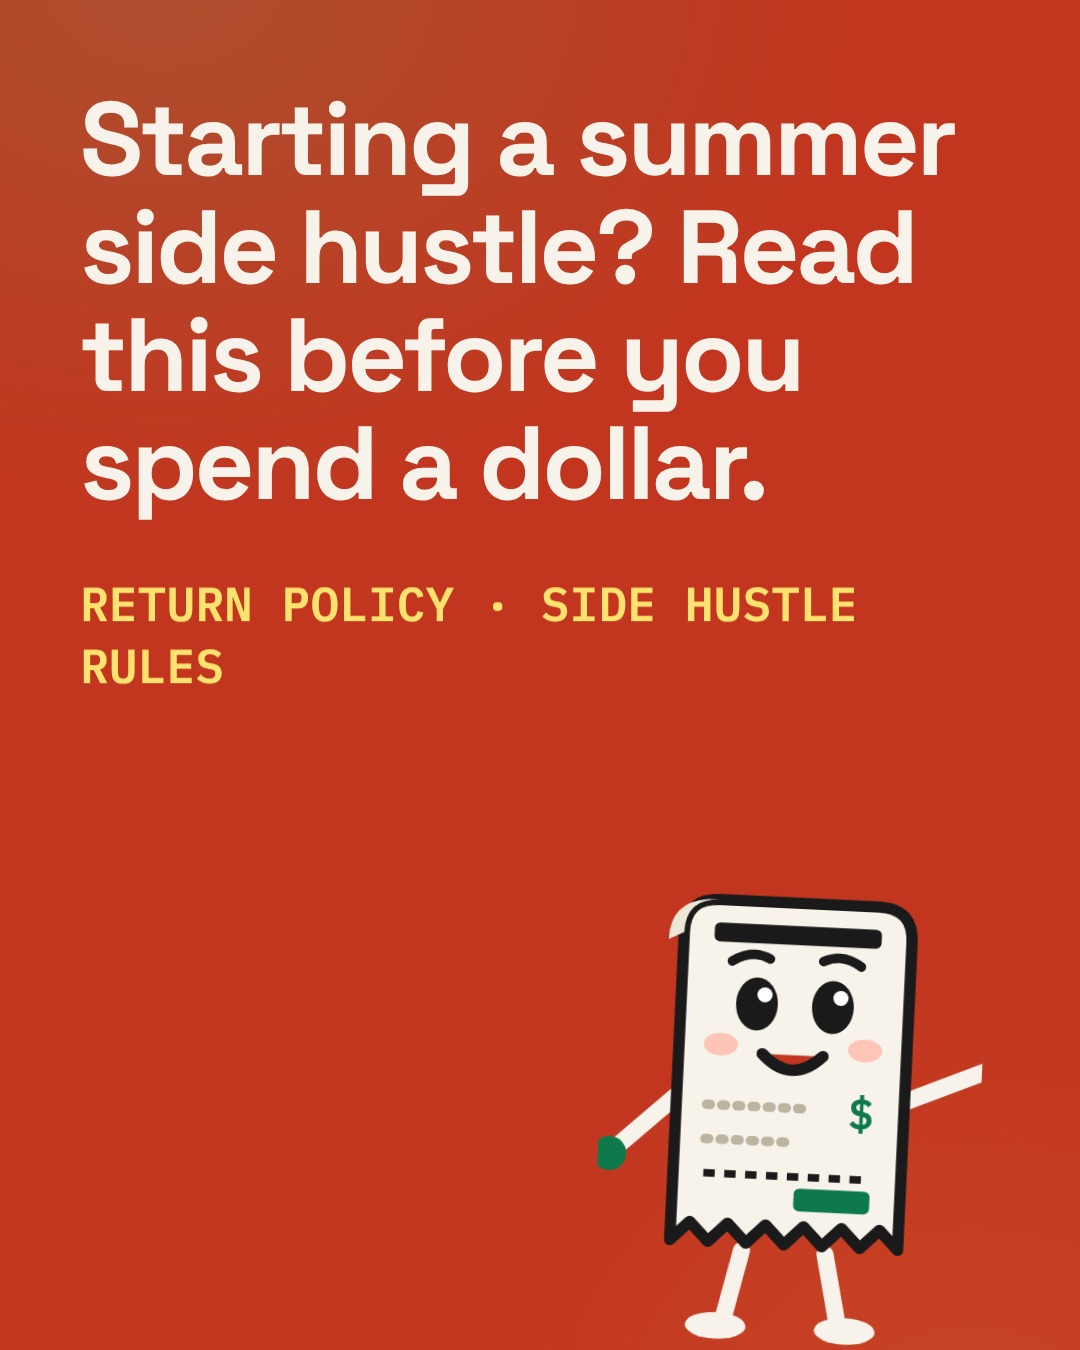 Starting a summer
side hustle? Read
this before you
spend a dollar.
RETURN POLICY · SIDE HUSTLE
RULES
$